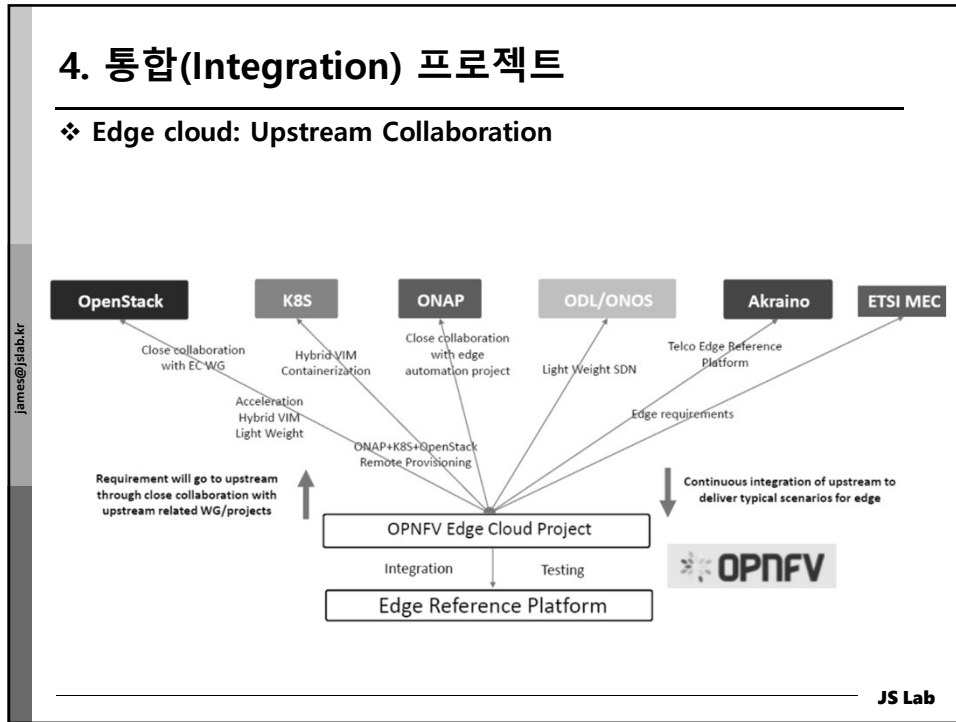 4. 통합(Integration) 프로젝트
❖ Edge cloud: Upstream Collaboration
james@jslab.kr
OpenStack
K8S
ONAP
ODL/ONOS
Akraino
ETSI MEC
Close collaboration
with EC WG
Hybrid VIM
Containerization
Close collaboration
with edge
automation project
Light Weight SDN
Telco Edge Reference
Platform
Acceleration
Hybrid VIM
Light Weight
Edge requirements
ONAP+K8S+OpenStack
Remote Provisioning
Requirement will go to upstream
through close collaboration with
upstream related WG/projects
Continuous integration of upstream to
deliver typical scenarios for edge
OPNFV Edge Cloud Project
OPNFV
Integration
Testing
Edge Reference Platform
JS Lab